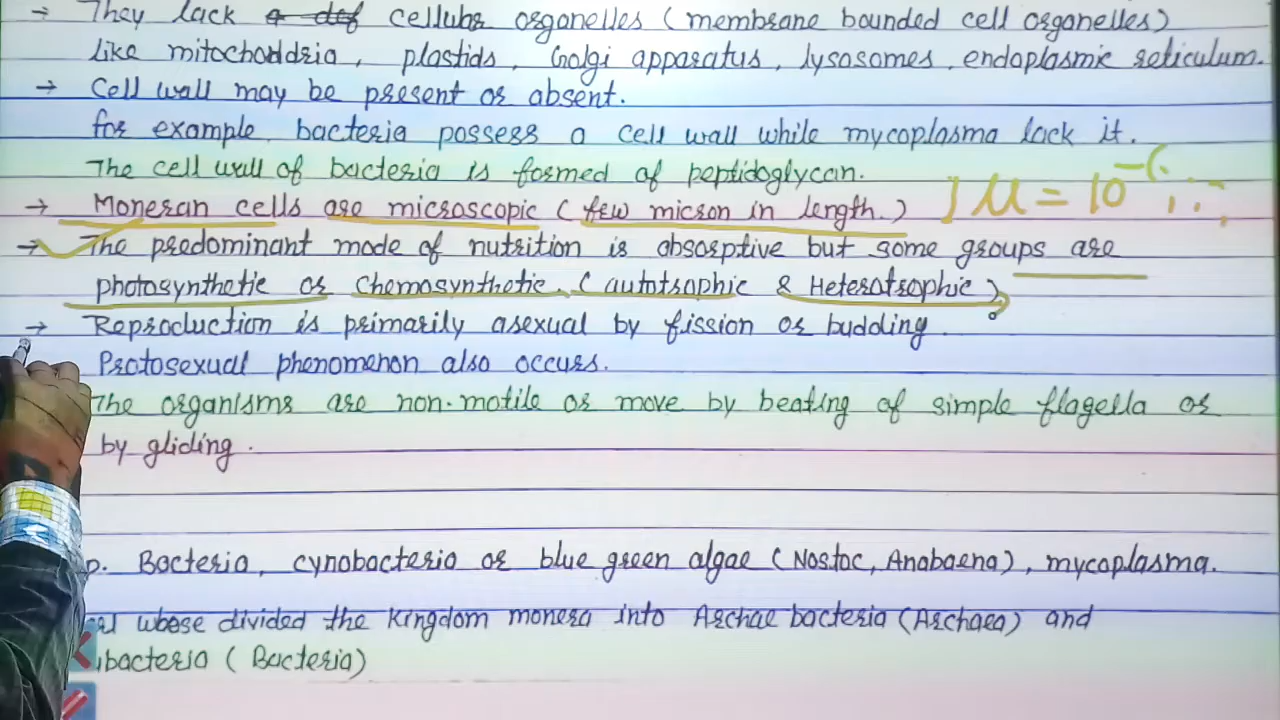 → They lack cellular organelles (membrane bounded cell organelles)
like mitochondria, plastids, Golgi apparatus, lysosomes, endoplasmic reticulum.
→ Cell wall may be present or absent.
for example, bacteria possess a cell wall while mycoplasma lack it.
The cell wall of bacteria is formed of peptidoglycan.
→ Moneran cells are microscopic (few micron in length.) 1 μ = 10
→ The predominant mode of nutrition is absorptive but some groups are
photosynthetic or Chemosynthetic. (autotrophic & Heterotrophic)
→ Reproduction is primarily asexual by fission or budding.
Protosexual phenomenon also occurs.
The organisms are non-motile or move by beating of simple flagella or
by gliding.
Bacteria, cynobacteria or blue green algae (Nostoc, Anabaena), mycoplasma.
divided the kingdom monera into Archae bacteria (Archaea) and
bacteria (Bacteria)